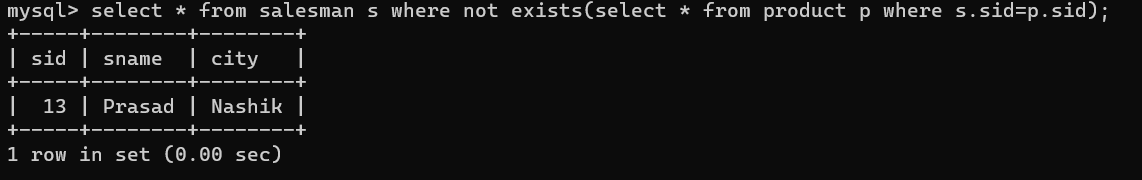 mysql> select * from salesman s where not exists(select * from product p where s.sid=p.sid);
+-----+--------+--------+
| sid | sname  | city   |
+-----+--------+--------+
|  13 | Prasad | Nashik |
+-----+--------+--------+
1 row in set (0.00 sec)